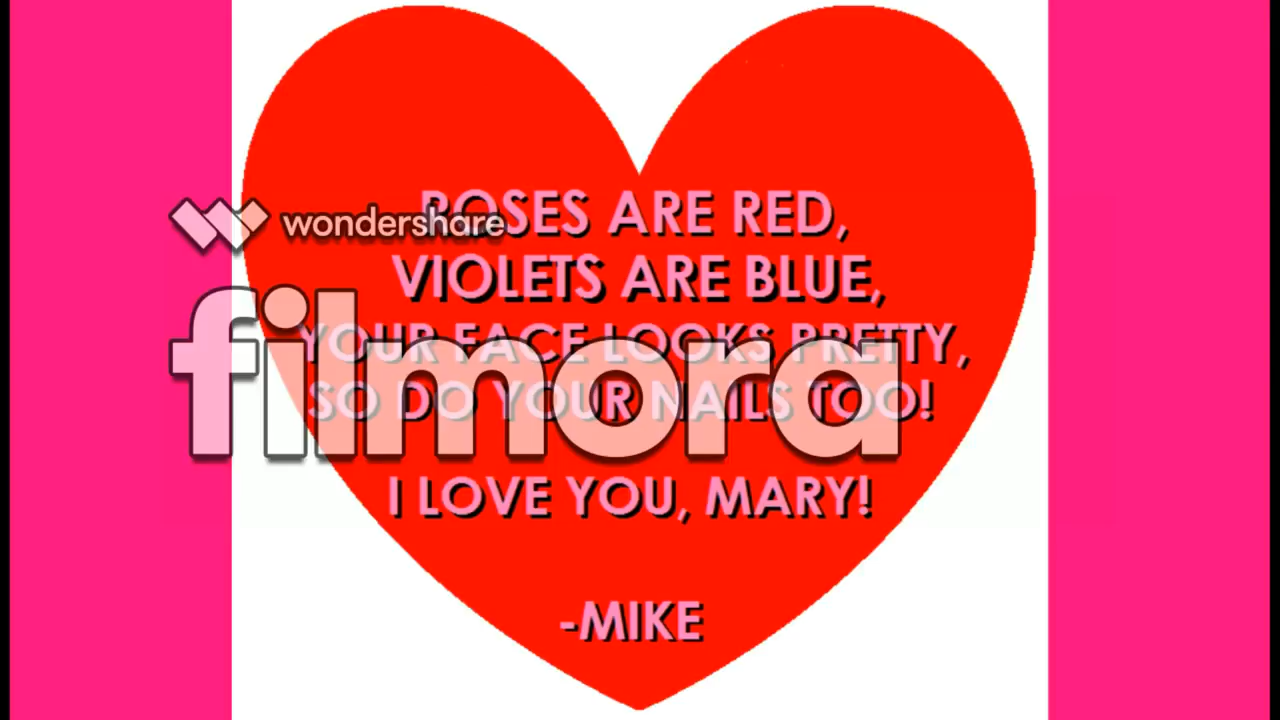 ROSES ARE RED,
wondershare
VIOLETS ARE BLUE,
filmora
YOUR FACE LOOKS PRETTY,
SO DO YOUR NAILS TOO!
I LOVE YOU, MARY!
-MIKE